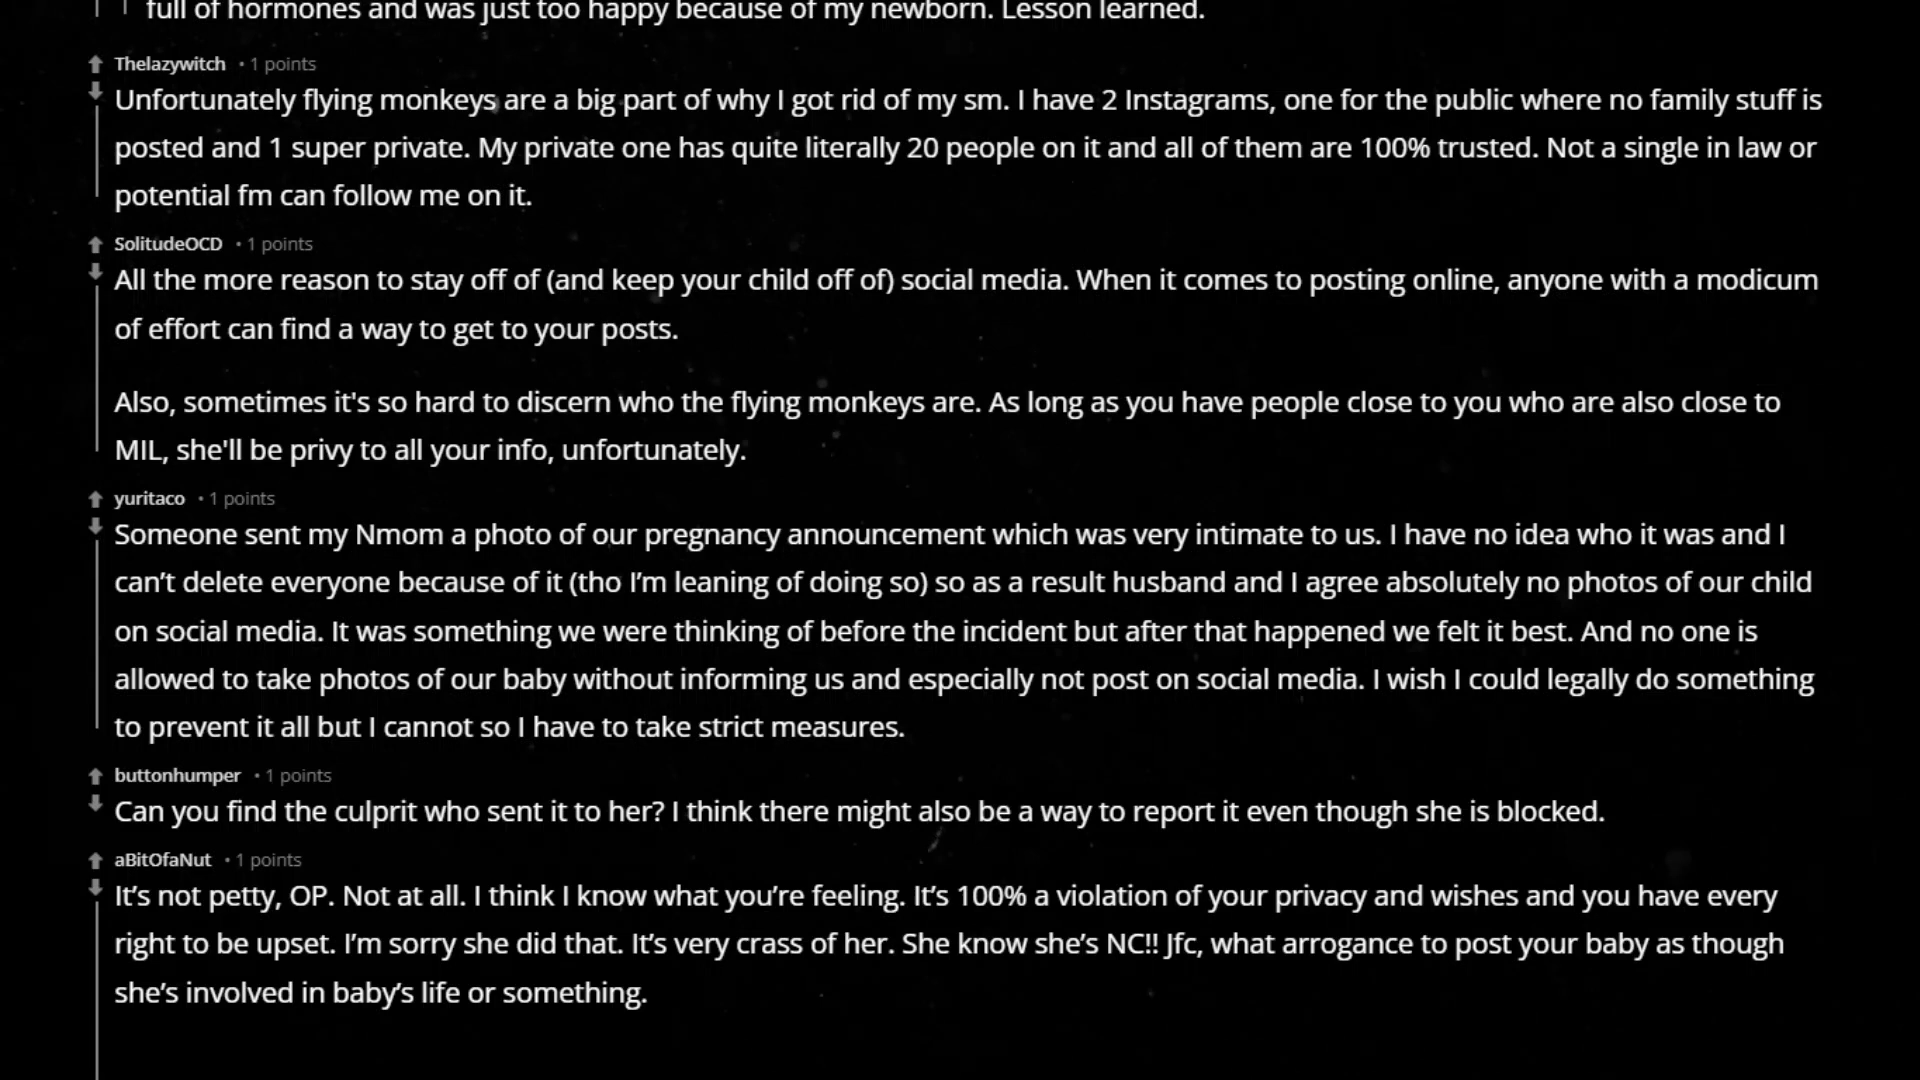 full of hormones and was just too happy because of my newborn. Lesson learned.
Thelazywitch • 1 points
Unfortunately flying monkeys are a big part of why I got rid of my sm. I have 2 Instagrams, one for the public where no family stuff is
posted and 1 super private. My private one has quite literally 20 people on it and all of them are 100% trusted. Not a single in law or
potential fm can follow me on it.
SolitudeOCD • 1 points
All the more reason to stay off of (and keep your child off of) social media. When it comes to posting online, anyone with a modicum
of effort can find a way to get to your posts.
Also, sometimes it's so hard to discern who the flying monkeys are. As long as you have people close to you who are also close to
MIL, she'll be privy to all your info, unfortunately.
yuritaco • 1 points
Someone sent my Nmom a photo of our pregnancy announcement which was very intimate to us. I have no idea who it was and I
can’t delete everyone because of it (tho I’m leaning of doing so) so as a result husband and I agree absolutely no photos of our child
on social media. It was something we were thinking of before the incident but after that happened we felt it best. And no one is
allowed to take photos of our baby without informing us and especially not post on social media. I wish I could legally do something
to prevent it all but I cannot so I have to take strict measures.
buttonhumper • 1 points
Can you find the culprit who sent it to her? I think there might also be a way to report it even though she is blocked.
aBitOfaNut • 1 points
It’s not petty, OP. Not at all. I think I know what you’re feeling. It’s 100% a violation of your privacy and wishes and you have every
right to be upset. I’m sorry she did that. It’s very crass of her. She know she’s NC!! Jfc, what arrogance to post your baby as though
she’s involved in baby’s life or something.